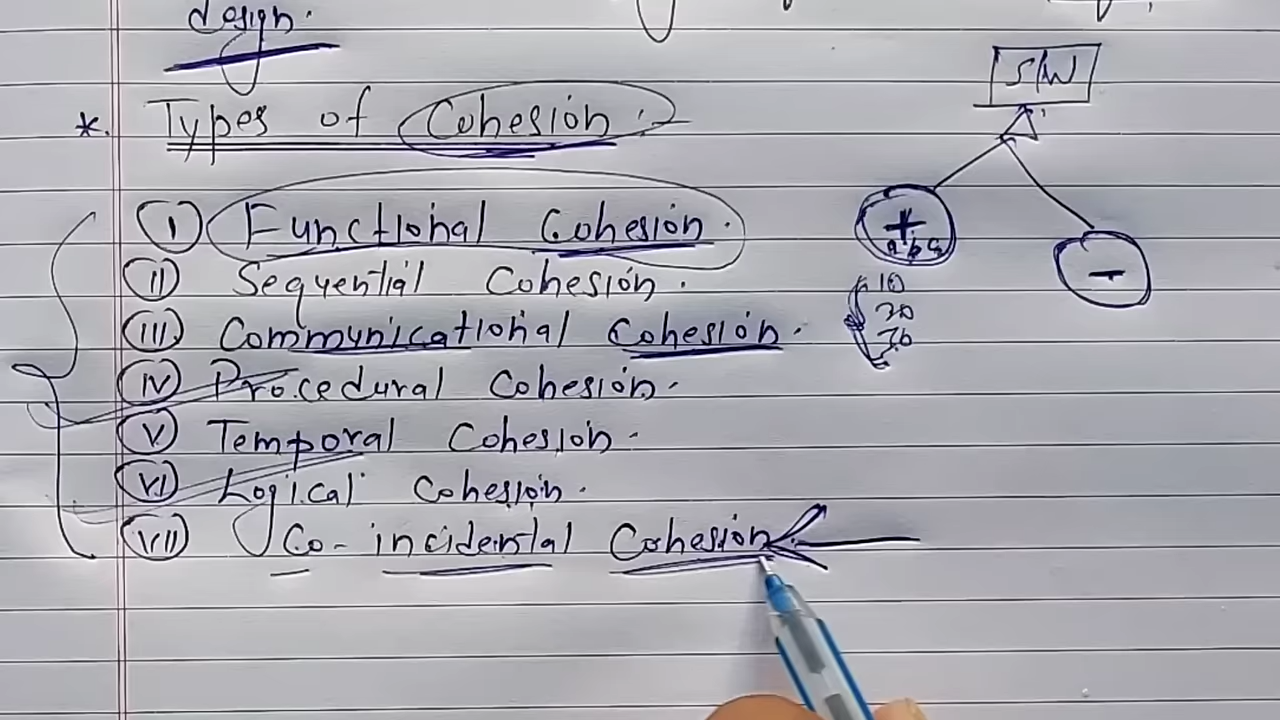 design.
S/W
*. Types of Cohesion :-
(I) Functional Cohesion.
(II) Sequential Cohesion.
(III) Communicational Cohesion.
(IV) Procedural Cohesion.
(V) Temporal Cohesion.
(VI) Logical Cohesion.
(VII) Co-incidental Cohesion.
+
a, b, c
-
10
20